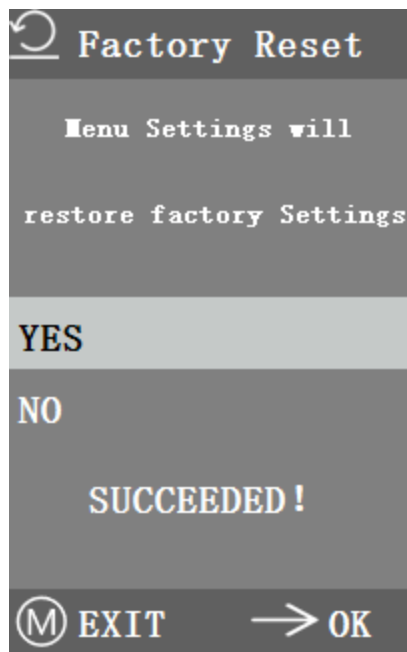 Factory Reset
Menu Settings will
restore factory Settings
YES
NO
SUCCEEDED!
M EXIT → OK